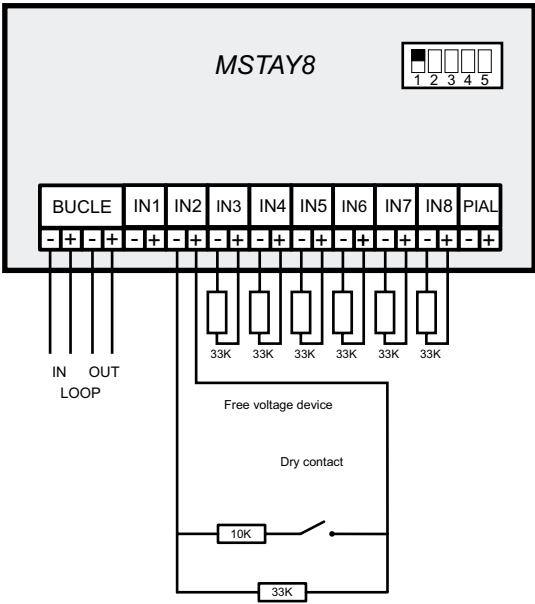 MSTAY8
1 2 3 4 5
BUCLE IN1 IN2 IN3 IN4 IN5 IN6 IN7 IN8 PIAL
- + - + - + - + - + - + - + - + - + - + - +
33K 33K 33K 33K 33K 33K
IN OUT
LOOP
Free voltage device
Dry contact
10K
33K